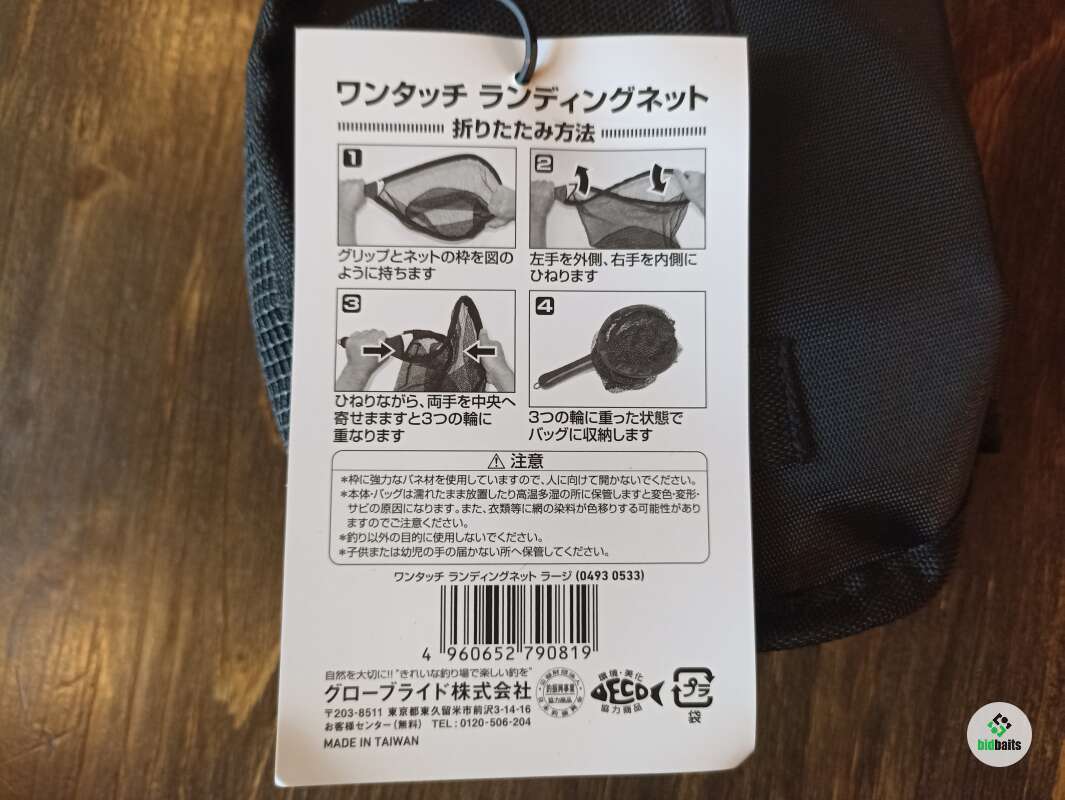 ワンタッチ ランディングネット
折りたたみ方法
1
グリップとネットの枠を図の
ように持ちます
2
左手を外側、右手を内側に
ひねります
3
ひねりながら、両手を中央へ
寄せままますと3つの輪に
重なります
4
3つの輪に重った状態で
バッグに収納します
⚠ 注意
*枠に強力なバネ材を使用していますので、人に向けて開かないでください。
*本体・バッグは濡れたまま放置したり高温多湿の所に保管しますと変色・変形・
サビの原因になります。また、衣類等に網の染料が色移りする可能性があり
ますのでご注意ください。
*釣り以外の目的に使用しないでください。
*子供または幼児の手の届かない所へ保管してください。
ワンタッチ ランディングネット ラージ (0493 0533)
4 960652 790819
自然を大切に!!"きれいな釣り場で楽しい釣を"
グローブライド株式会社
〒203-8511 東京都東久留米市前沢3-14-16
お客様センター(無料) TEL:0120-506-204
MADE IN TAIWAN
釣振興事業
協力商品
環境・美化
ECO
協力商品
プラ
袋
bidbaits